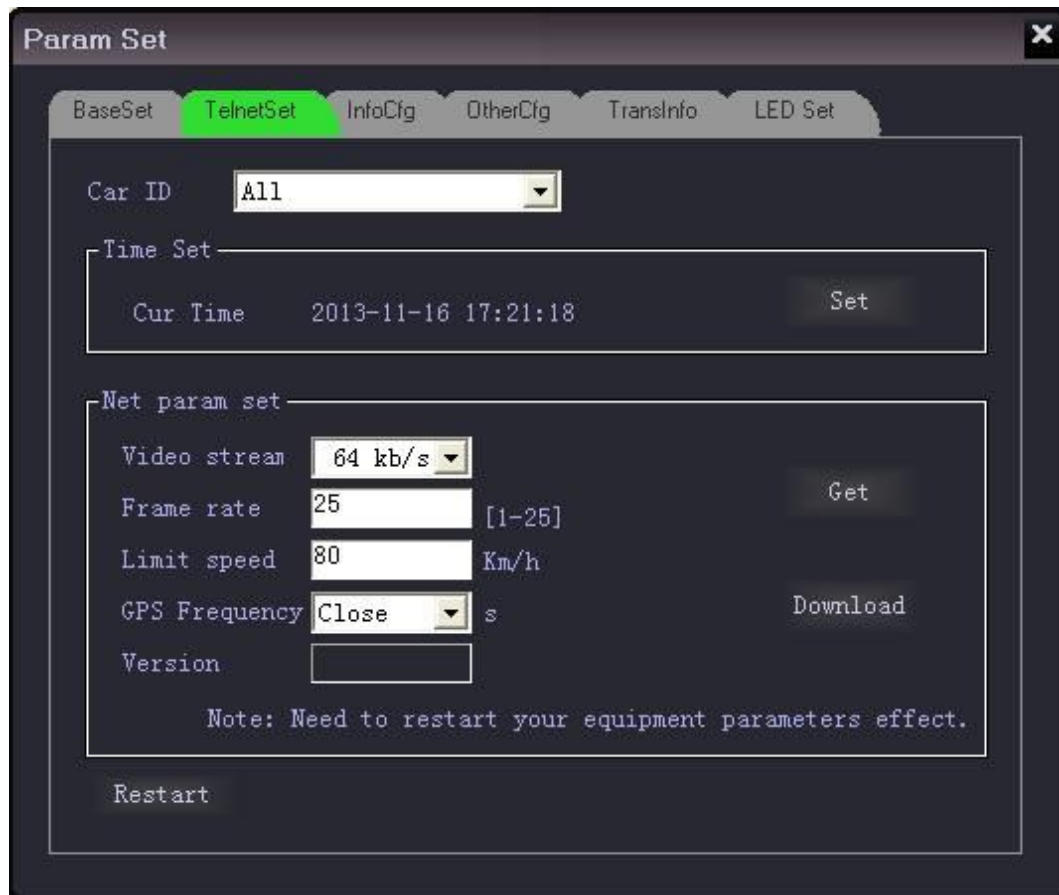 Param Set
BaseSet TelnetSet InfoCfg OtherCfg TransInfo LED Set
Car ID All
Time Set
Cur Time 2013-11-16 17:21:18 Set
Net param set
Video stream 64 kb/s
Get
Frame rate 25 [1-25]
Limit speed 80 Km/h
GPS Frequency Close s Download
Version
Note: Need to restart your equipment parameters effect.
Restart